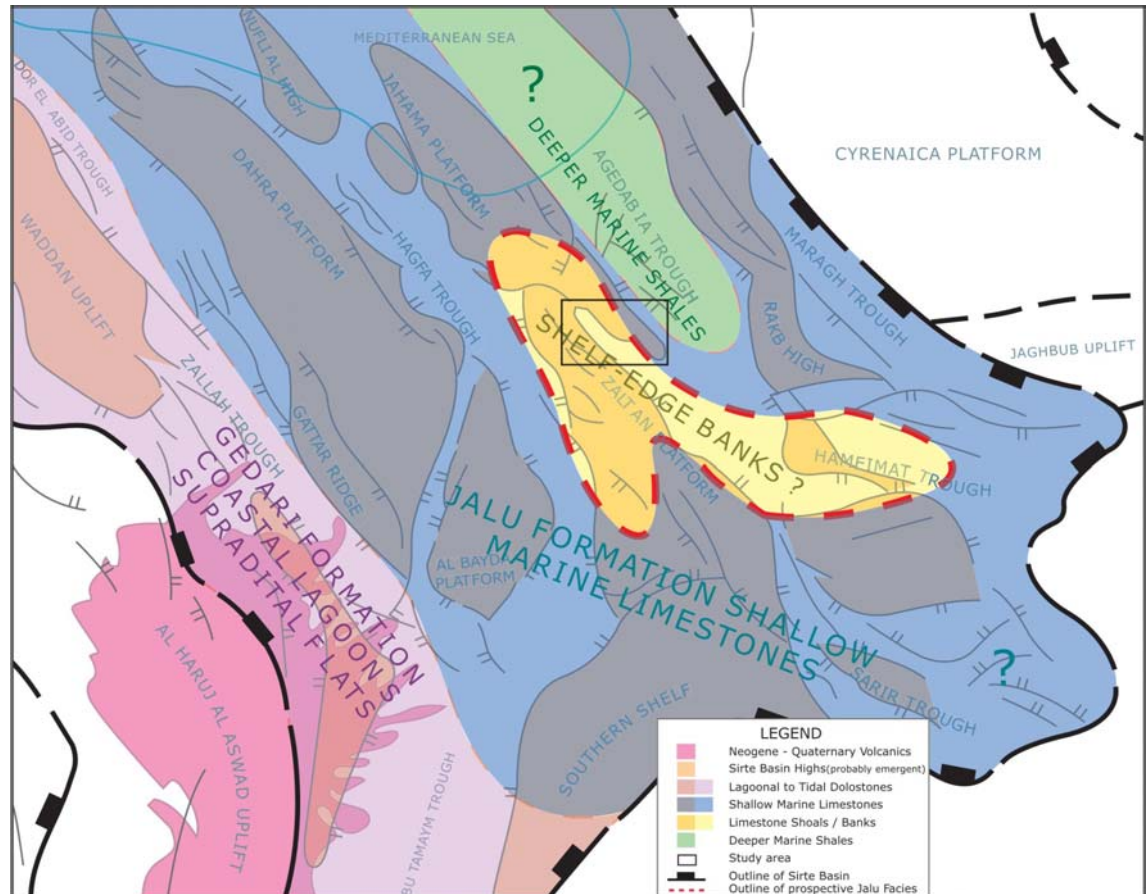 MEDITERRANEAN SEA
NUFLI AL HIGH
DOR EL ABID TROUGH
JAHAMA PLATFORM
?
DEEPER MARINE SHALES
AGEDABIA TROUGH
CYRENAICA PLATFORM
DAHRA PLATFORM
WADDAN UPLIFT
HAGFA TROUGH
MARAGH TROUGH
RAKB HIGH
JAGHBUB UPLIFT
ZALLAH TROUGH
GATTAR RIDGE
SHELF-EDGE BANKS ?
ZALTAN PLATFORM
HAMEIMAT TROUGH
GEDARI FORMATION
COASTAL LAGOONS
SUPRADITAL FLATS
AL BAYDA
PLATFORM
JALU FORMATION SHALLOW
MARINE LIMESTONES
?
SARIR TROUGH
AL HARUJ AL ASWAD UPLIFT
SOUTHERN SHELF
BU TAMAYM TROUGH
LEGEND
Neogene - Quaternary Volcanics
Sirte Basin Highs(probably emergent)
Lagoonal to Tidal Dolostones
Shallow Marine Limestones
Limestone Shoals / Banks
Deeper Marine Shales
Study area
Outline of Sirte Basin
Outline of prospective Jalu Facies